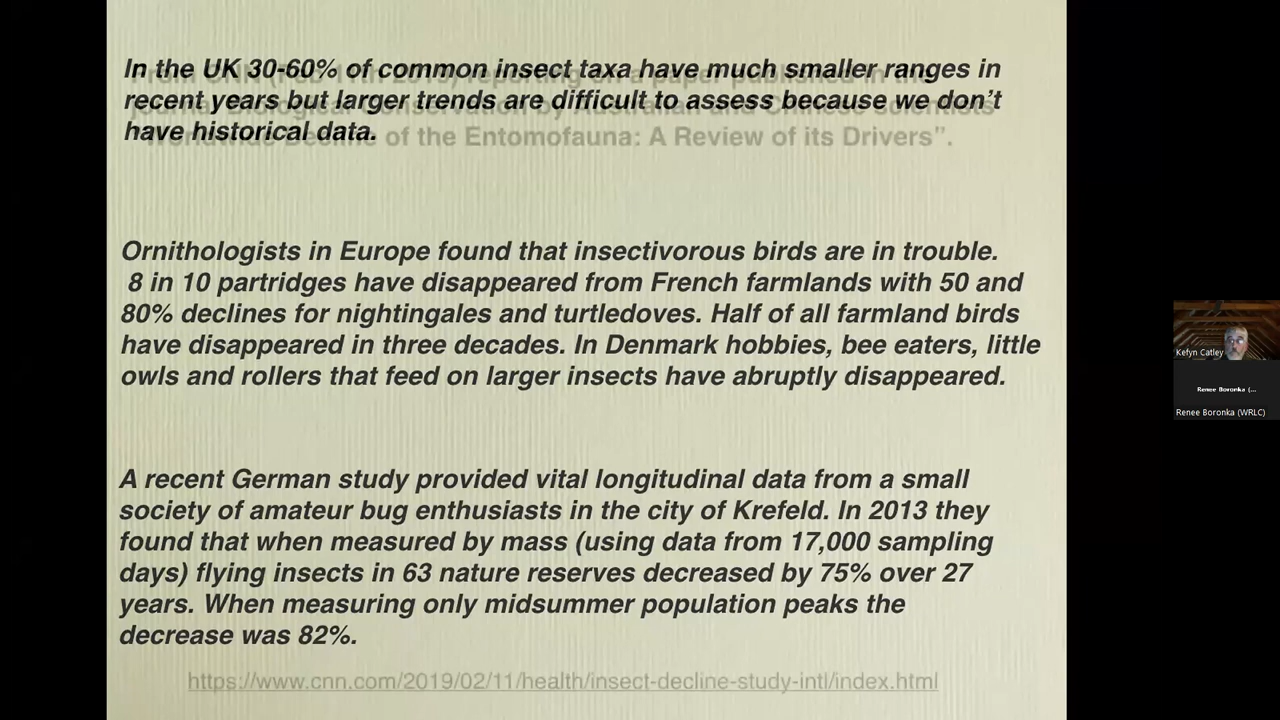 In the UK 30-60% of common insect taxa have much smaller ranges in
recent years but larger trends are difficult to assess because we don't
have historical data.
of the Entomofauna: A Review of its Drivers”.
Ornithologists in Europe found that insectivorous birds are in trouble.
8 in 10 partridges have disappeared from French farmlands with 50 and
80% declines for nightingales and turtledoves. Half of all farmland birds
have disappeared in three decades. In Denmark hobbies, bee eaters, little
owls and rollers that feed on larger insects have abruptly disappeared.
A recent German study provided vital longitudinal data from a small
society of amateur bug enthusiasts in the city of Krefeld. In 2013 they
found that when measured by mass (using data from 17,000 sampling
days) flying insects in 63 nature reserves decreased by 75% over 27
years. When measuring only midsummer population peaks the
decrease was 82%.
https://www.cnn.com/2019/02/11/health/insect-decline-study-intl/index.html
Kefyn Catley
Renee Boronka (...
Renee Boronka (WRLC)